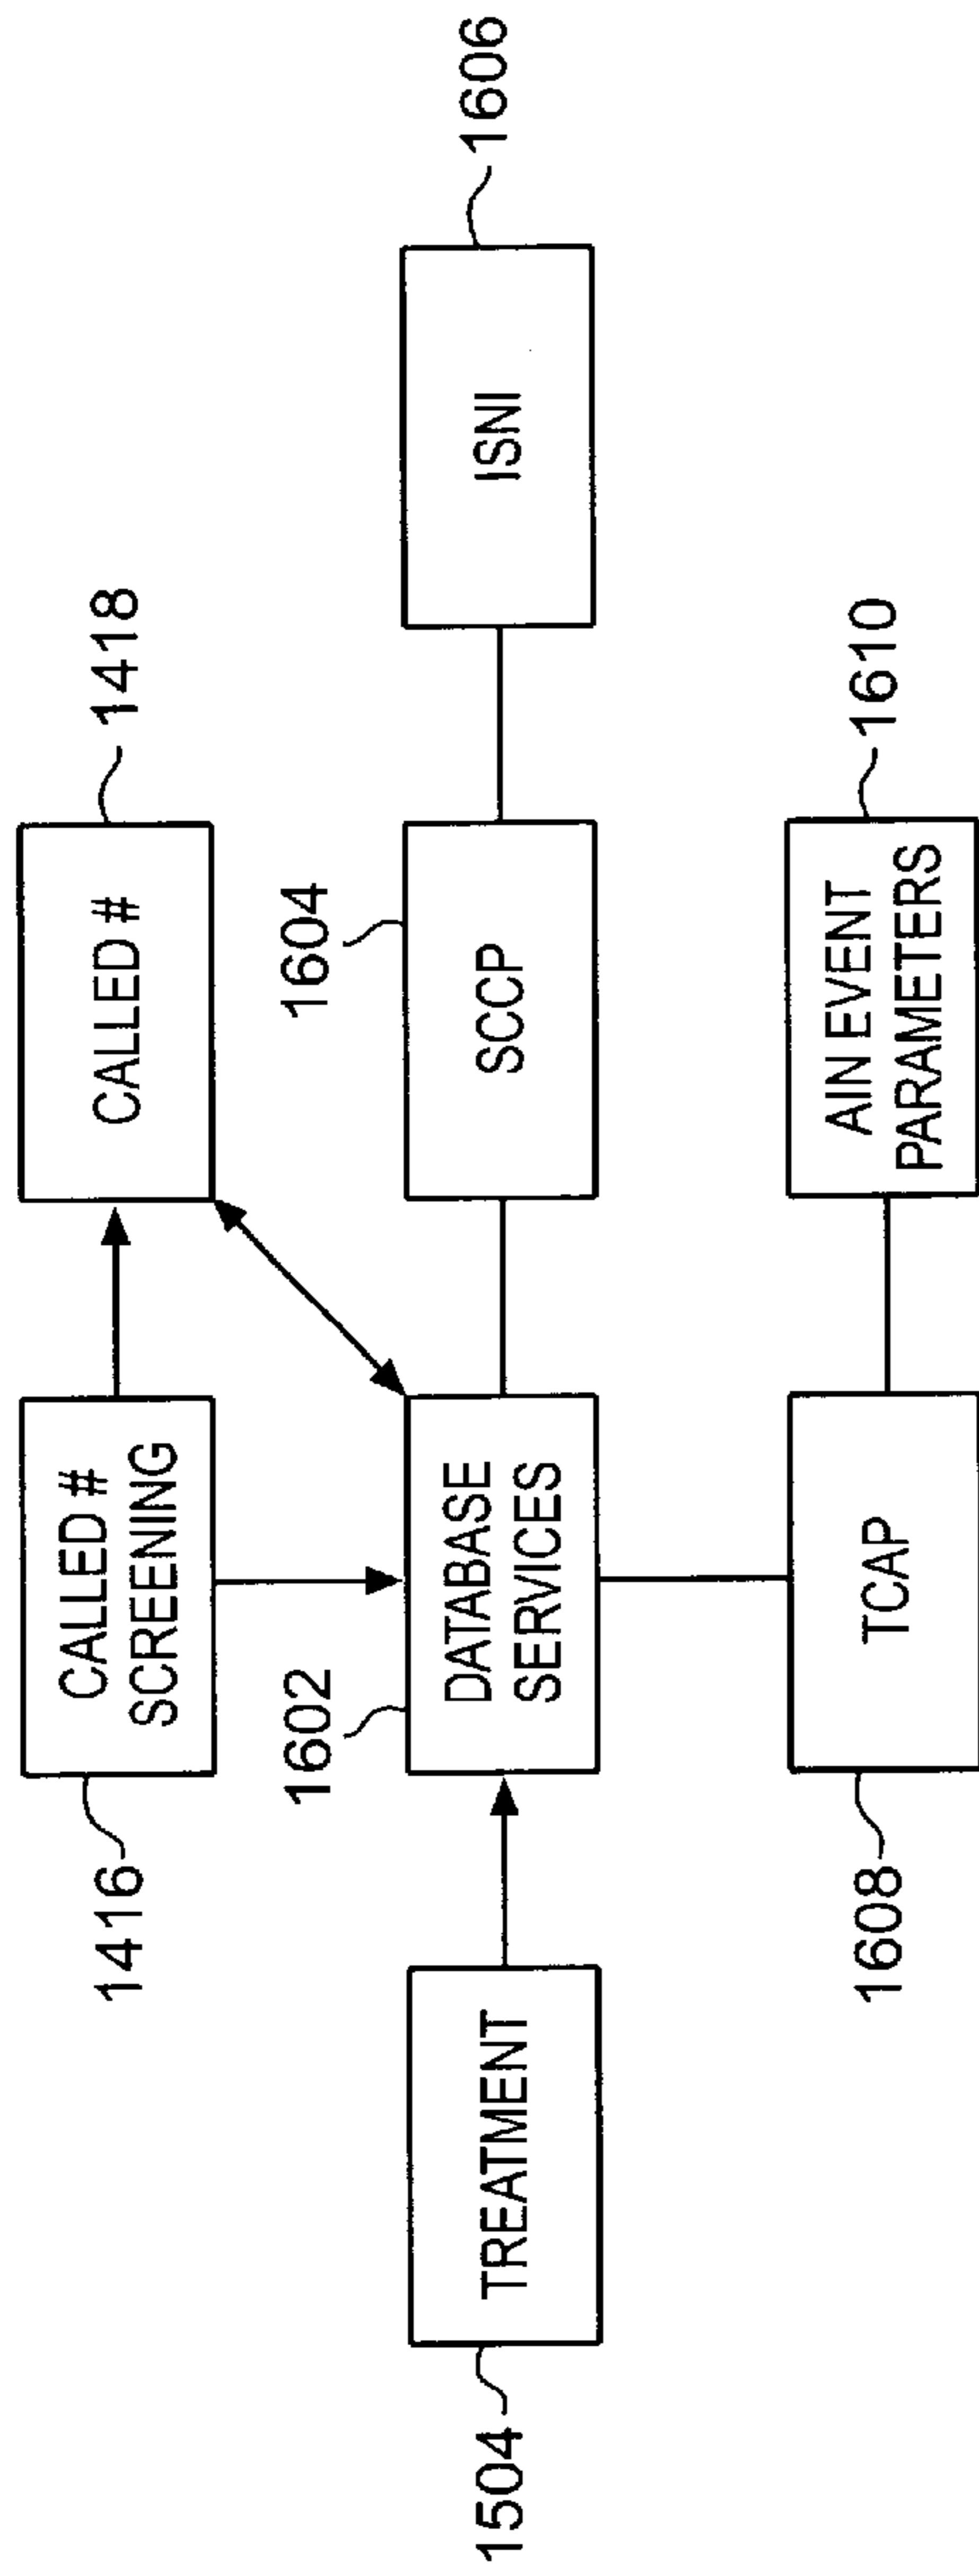 1416
CALLED #
SCREENING
CALLED #
1418
1504
TREATMENT
1602
DATABASE
SERVICES
1604
SCCP
ISNI
1606
1608
TCAP
AIN EVENT
PARAMETERS
1610